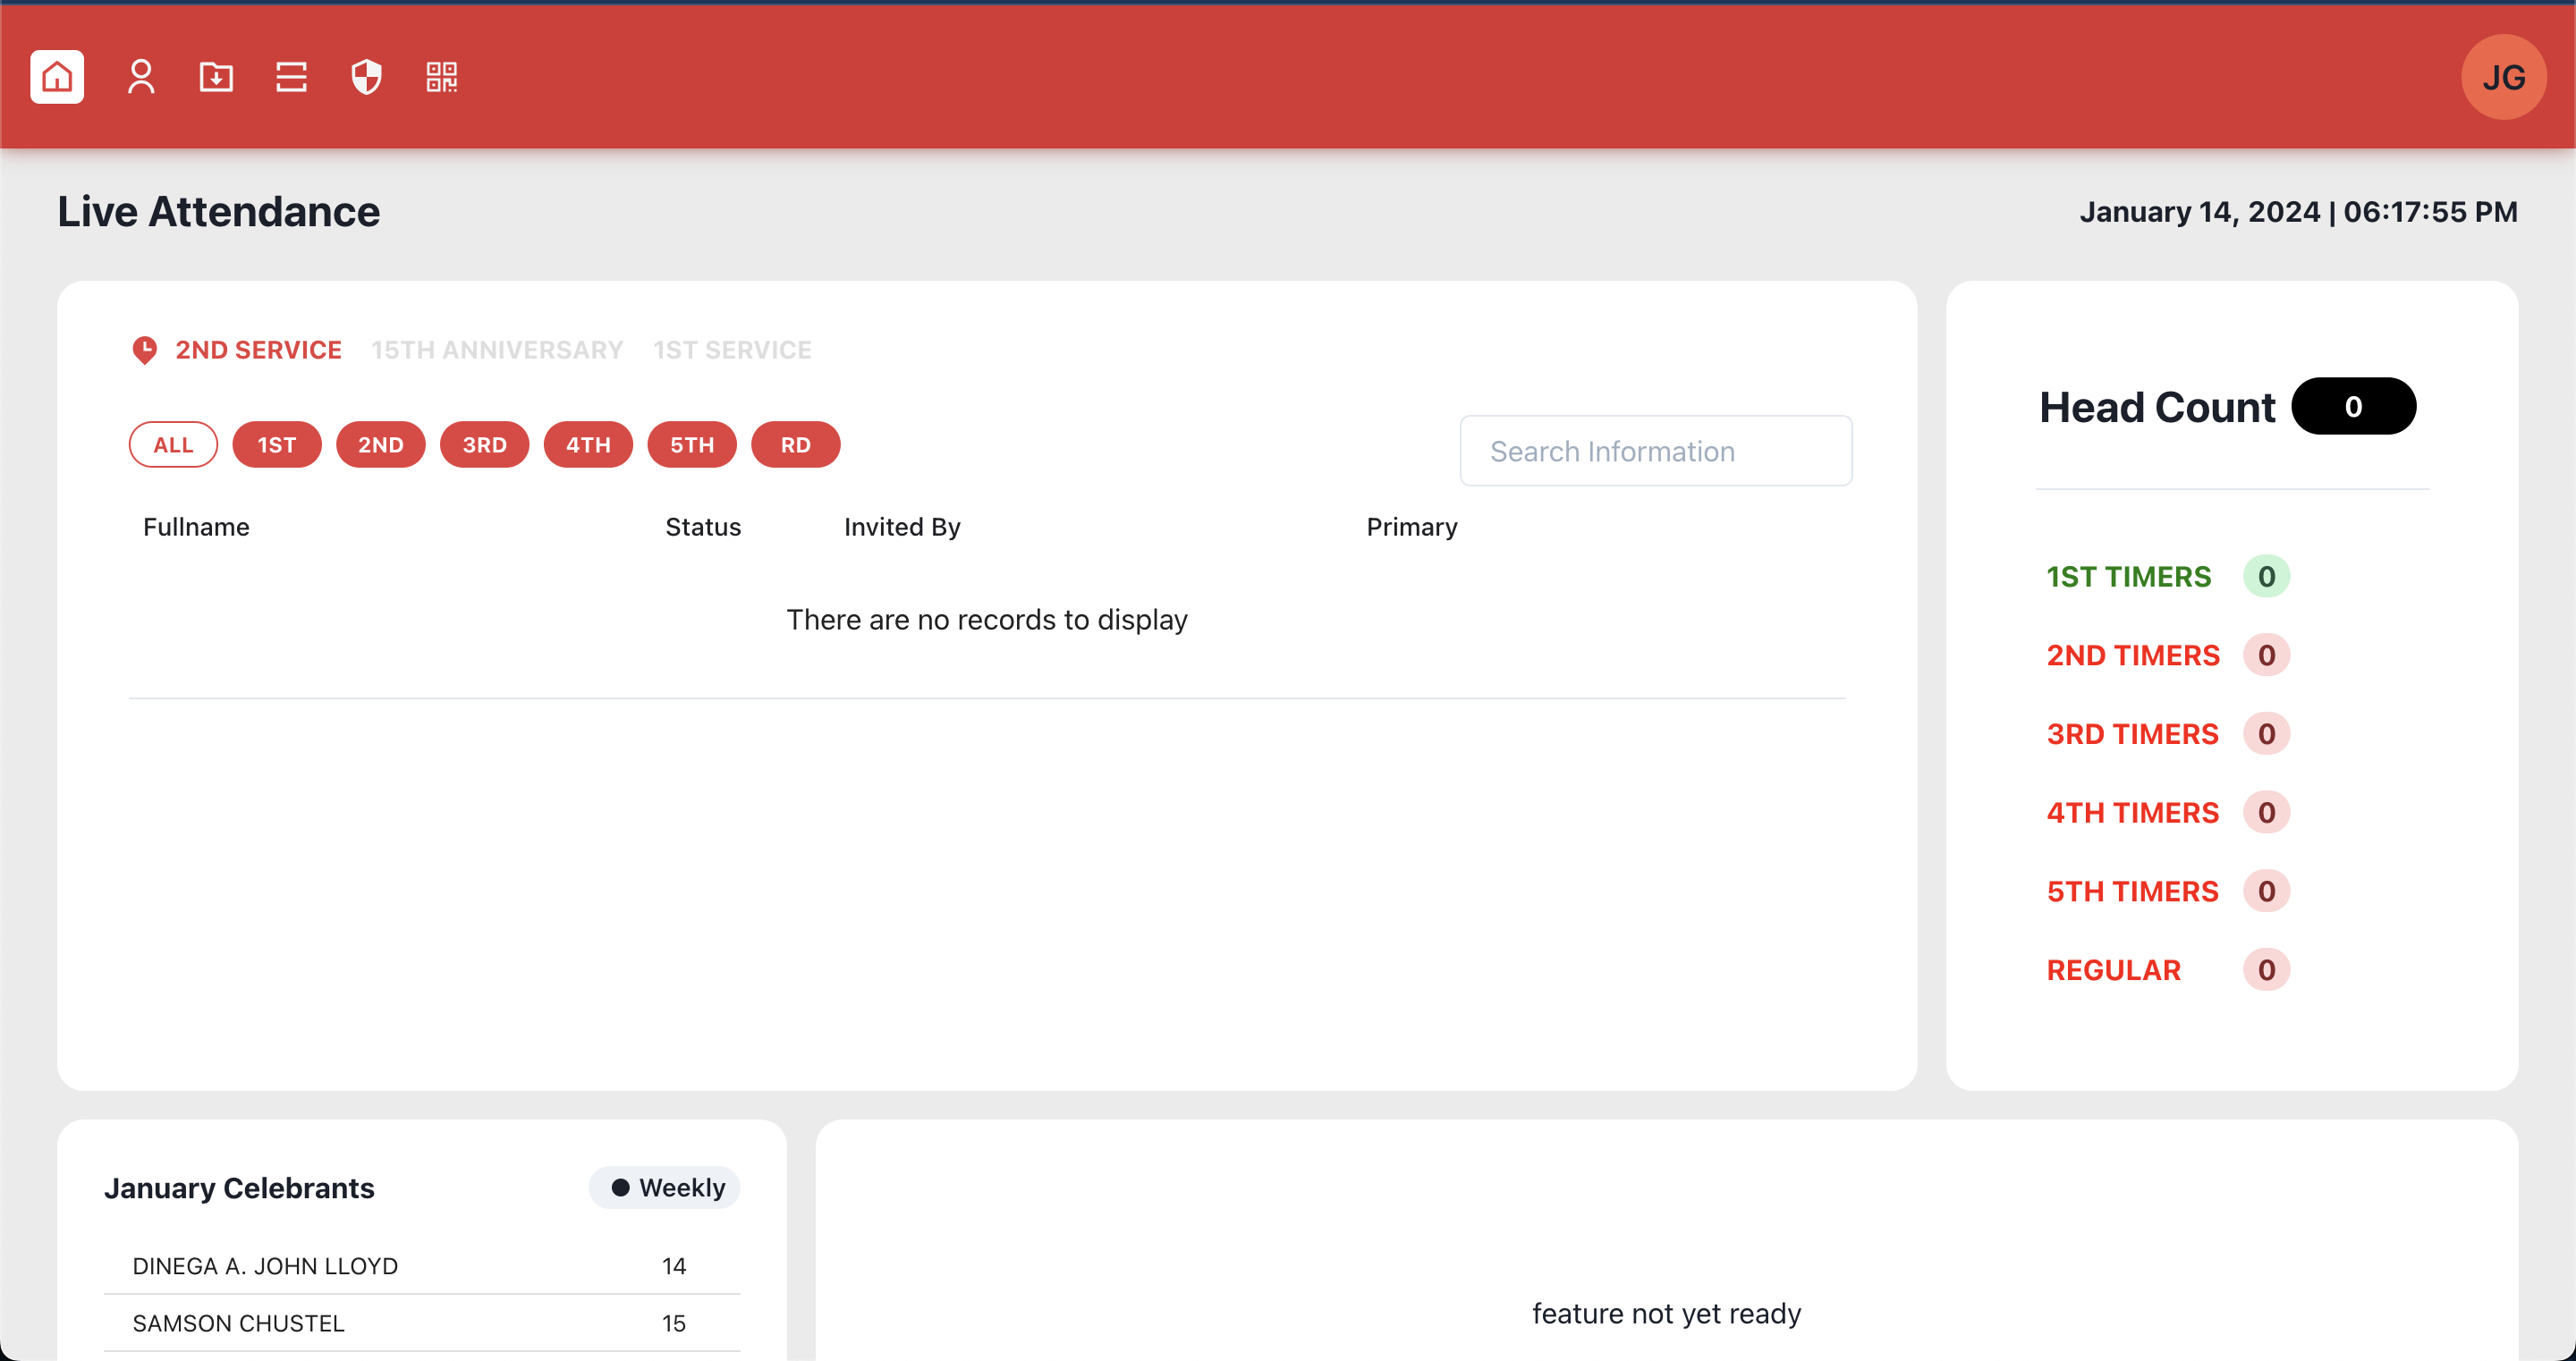 JG
Live Attendance
January 14, 2024 | 06:17:55 PM
2ND SERVICE 15TH ANNIVERSARY 1ST SERVICE
ALL 1ST 2ND 3RD 4TH 5TH RD
Search Information
Fullname Status Invited By Primary
There are no records to display
Head Count 0
1ST TIMERS 0
2ND TIMERS 0
3RD TIMERS 0
4TH TIMERS 0
5TH TIMERS 0
REGULAR 0
January Celebrants Weekly
DINEGA A. JOHN LLOYD 14
SAMSON CHUSTEL 15
feature not yet ready